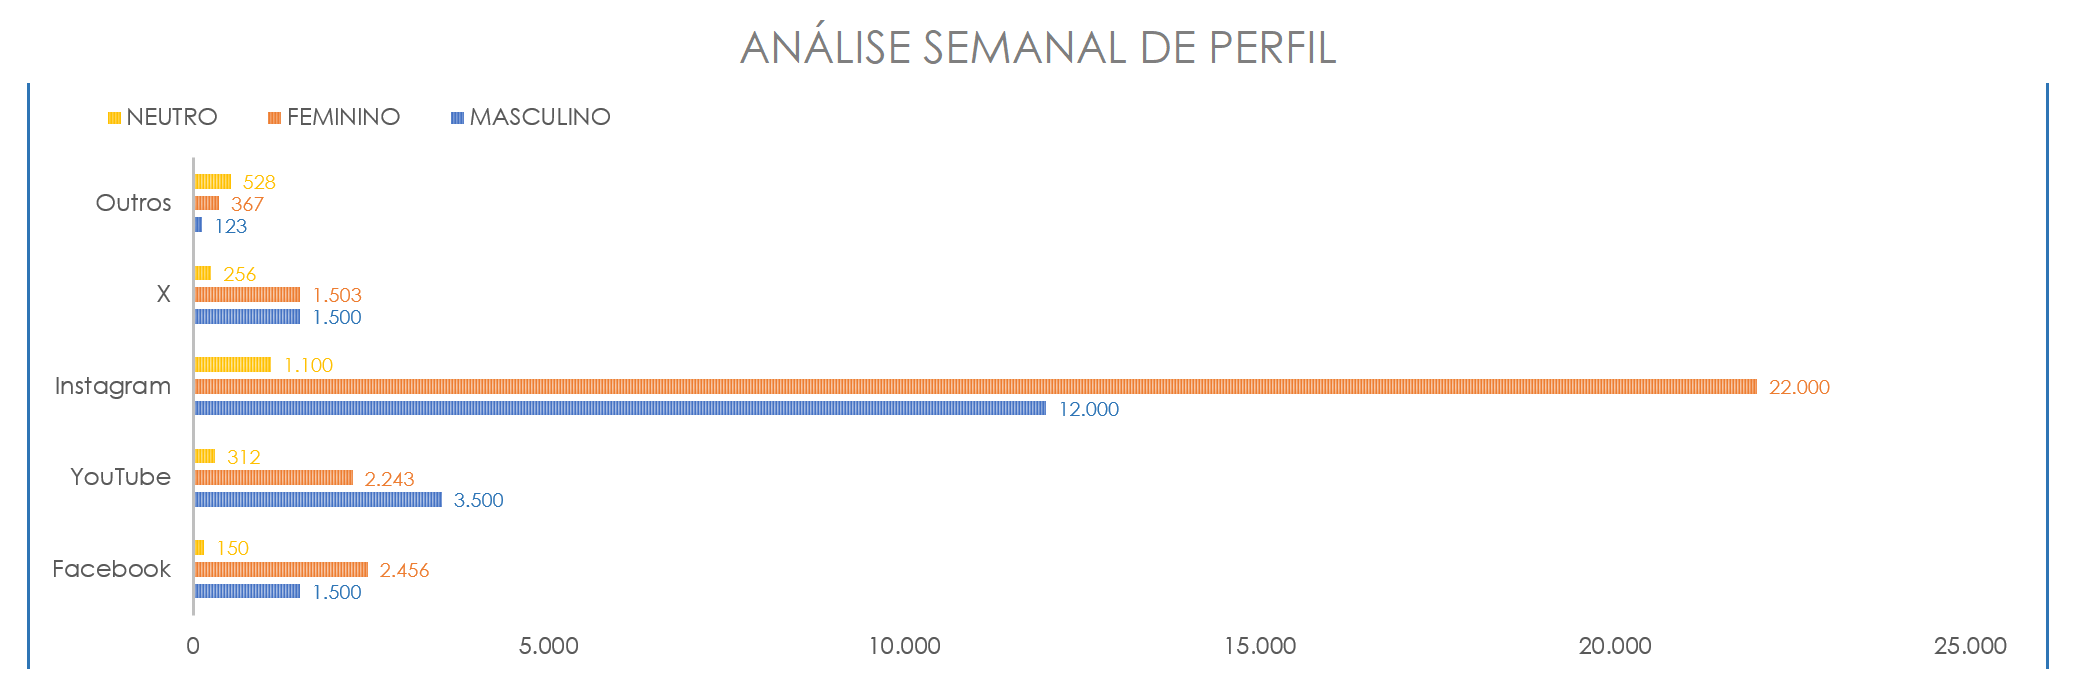 ANÁLISE SEMANAL DE PERFIL
NEUTRO FEMININO MASCULINO
Outros
528
367
123
X
256
1.503
1.500
Instagram
1.100
22.000
12.000
YouTube
312
2.243
3.500
Facebook
150
2.456
1.500
0 5.000 10.000 15.000 20.000 25.000